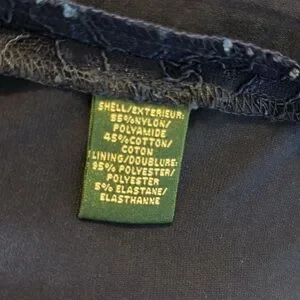 SHELL/EXTERIEUR:
55%NYLON/
POLYAMIDE
45%COTTON/
COTON
LINING/DOUBLURE:
95% POLYESTER/
POLYESTER
5% ELASTANE/
ELASTHANNE